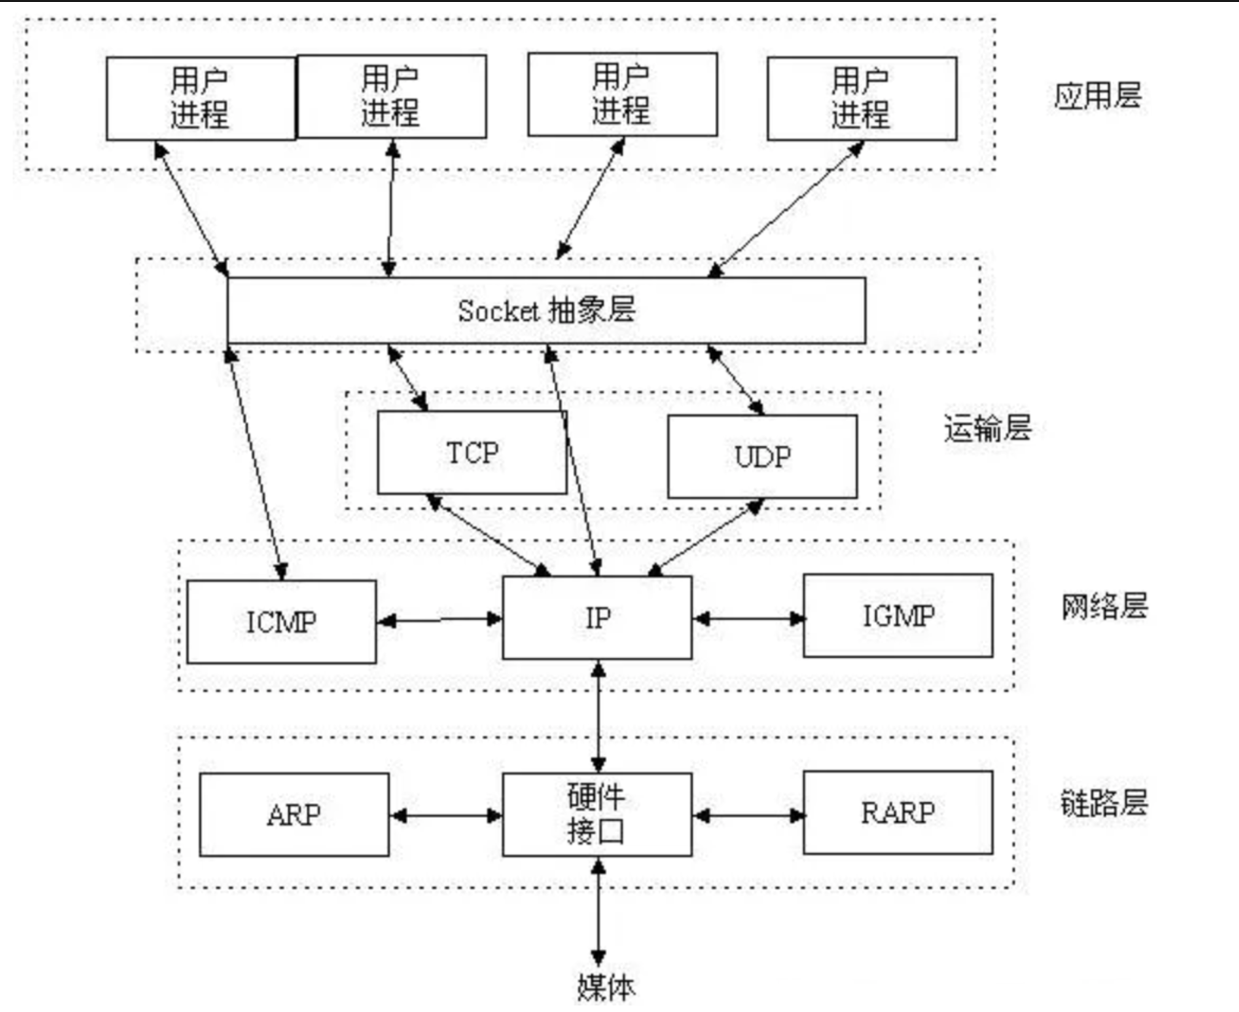 用户
进程
用户
进程
用户
进程
用户
进程
应用层
Socket 抽象层
TCP
UDP
运输层
ICMP
IP
IGMP
网络层
ARP
硬件
接口
RARP
链路层
媒体